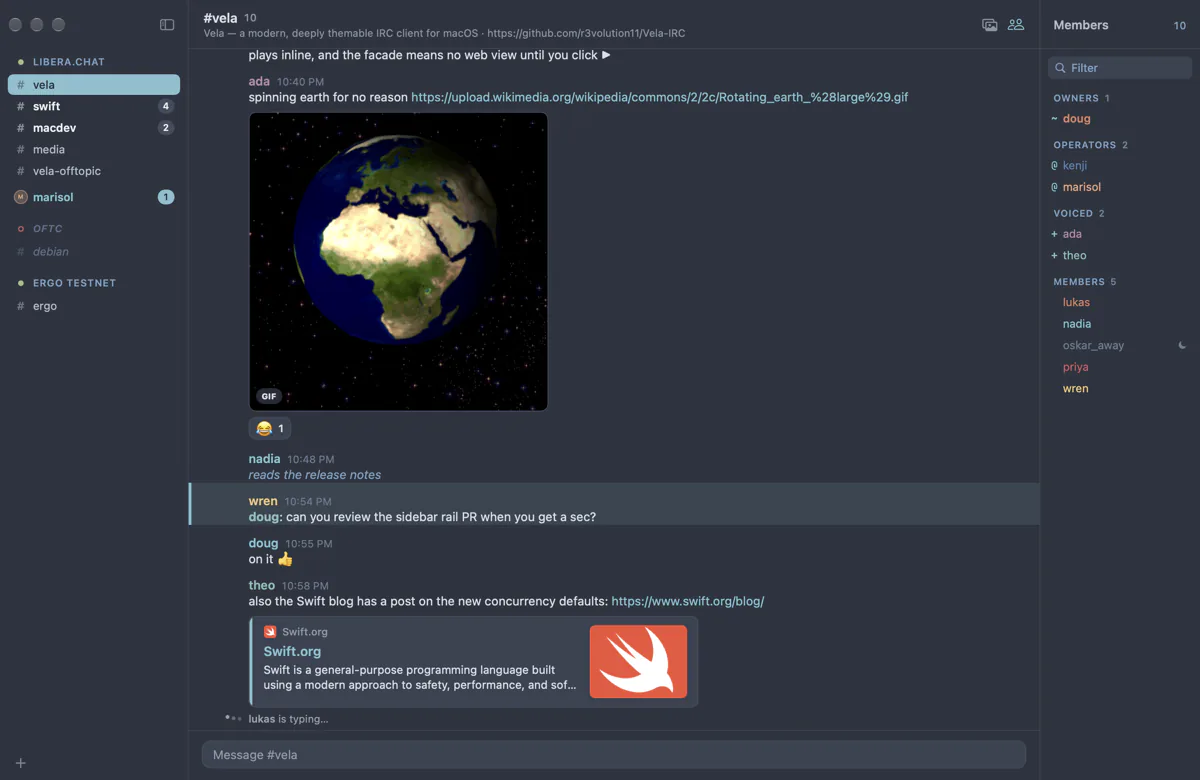 LIBERA.CHAT
# vela
# swift 4
# macdev 2
# media
# vela-offtopic
M marisol 1
OFTC
# debian
ERGO TESTNET
# ergo
+
#vela 10
Vela — a modern, deeply themable IRC client for macOS · https://github.com/r3volution11/Vela-IRC
plays inline, and the facade means no web view until you click ▶
ada 10:40 PM
spinning earth for no reason https://upload.wikimedia.org/wikipedia/commons/2/2c/Rotating_earth_%28large%29.gif
GIF
😂 1
nadia 10:48 PM
reads the release notes
wren 10:54 PM
doug: can you review the sidebar rail PR when you get a sec?
doug 10:55 PM
on it 👍
theo 10:58 PM
also the Swift blog has a post on the new concurrency defaults: https://www.swift.org/blog/
Swift.org
Swift.org
Swift is a general-purpose programming language built
using a modern approach to safety, performance, and sof...
lukas is typing...
Message #vela
Members 10
Filter
OWNERS 1
~ doug
OPERATORS 2
@ kenji
@ marisol
VOICED 2
+ ada
+ theo
MEMBERS 5
lukas
nadia
oskar_away
priya
wren